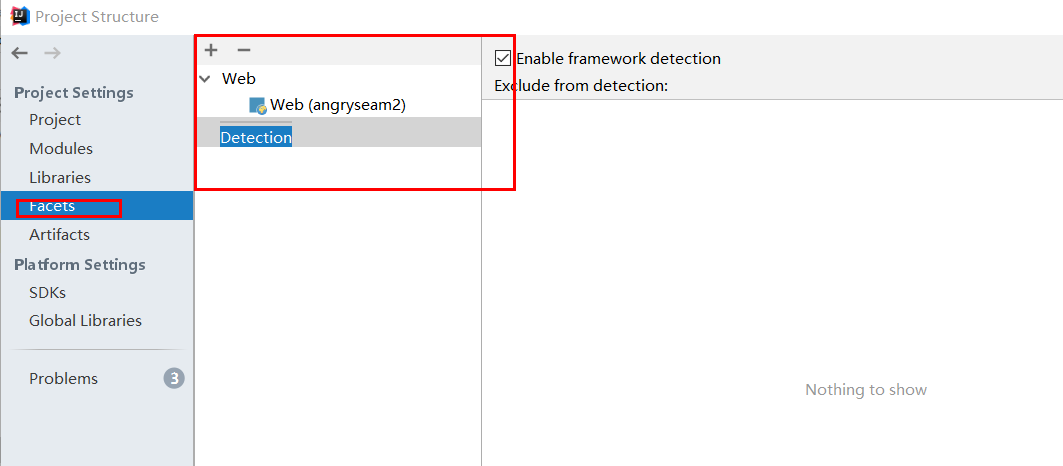 Project Structure
Project Settings
Project
Modules
Libraries
Facets
Artifacts
Platform Settings
SDKs
Global Libraries
Problems 3
Web
Web (angryseam2)
Detection
Enable framework detection
Exclude from detection:
Nothing to show